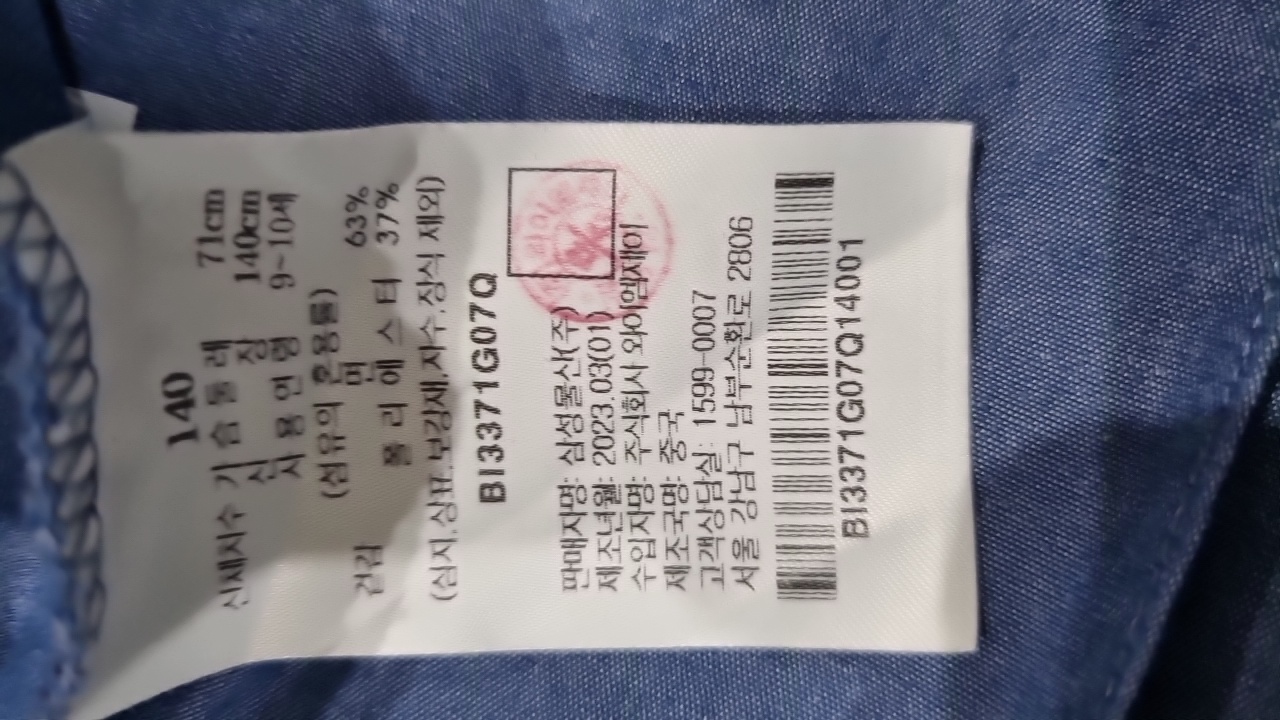 140
신체치수 가 슴 둘 레 71cm
신 장 140cm
사 용 연 령 9~10세
(섬유의 혼용률)
겉감 면 63%
폴 리 에 스 터 37%
(심지,상표,보강재,자수,장식 제외)
BI3371G07Q
판매자명: 삼성물산(주)
제조년월: 2023.03(01)
수입자명: 주식회사 와이엠제이
제조국명: 중국
고객상담실: 1599-0007
서울 강남구 남부순환로 2806
BI3371G07Q14001